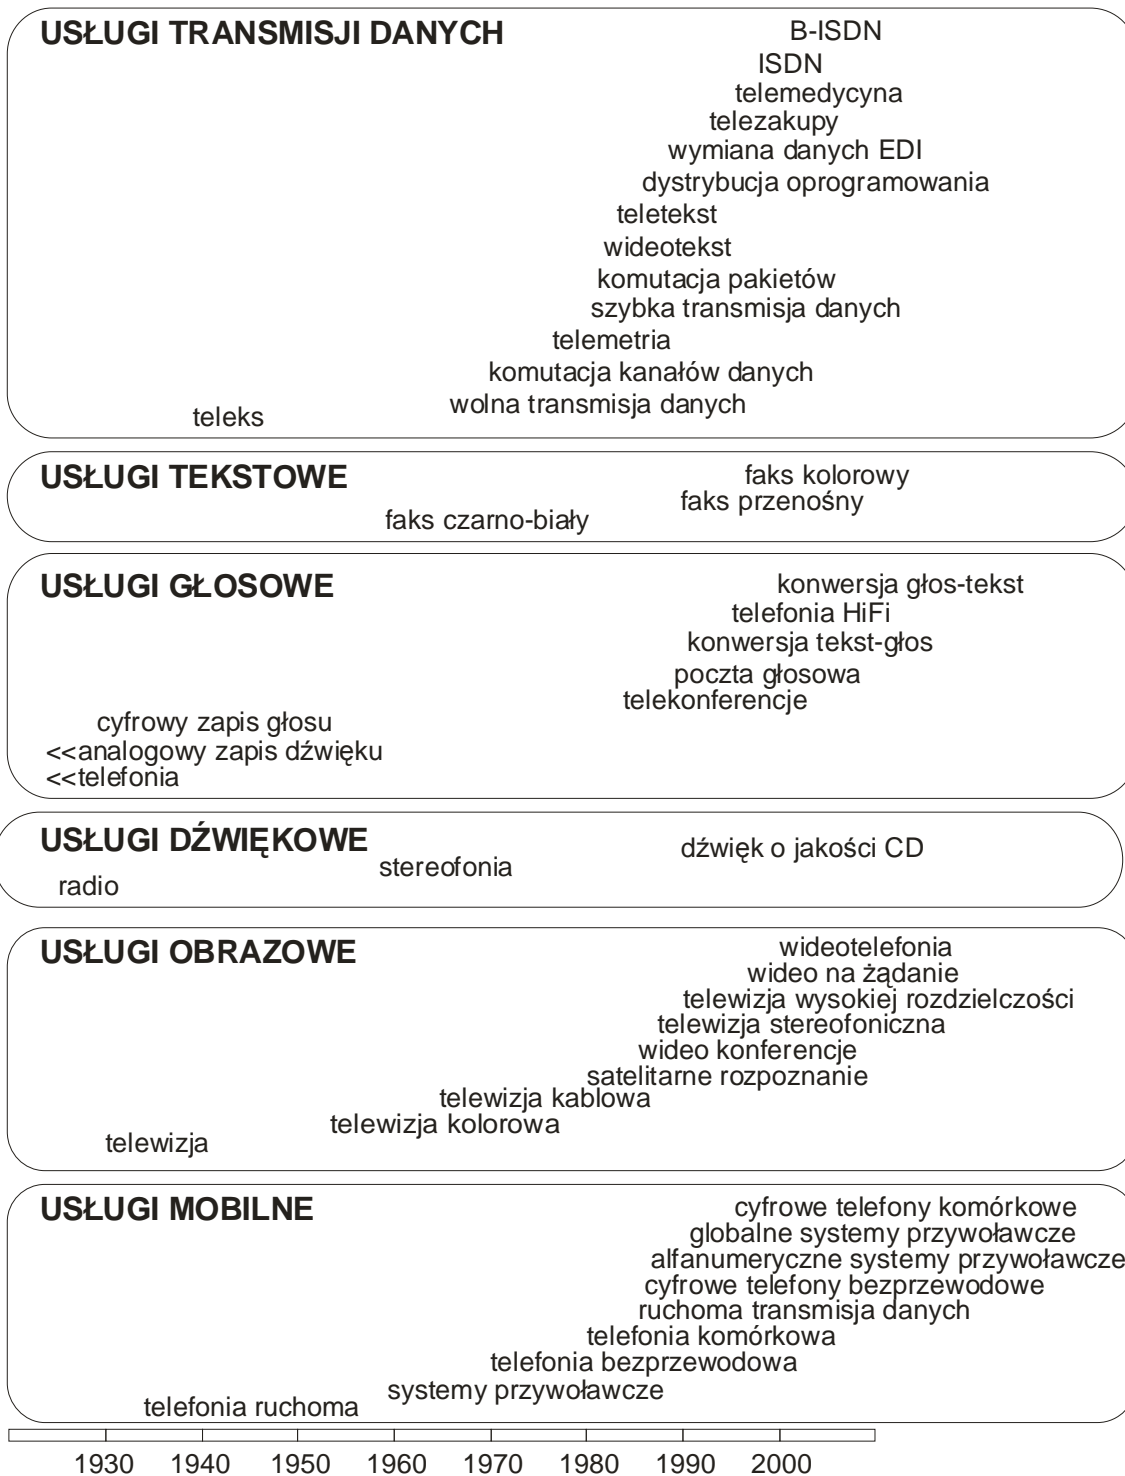 USŁUGI TRANSMISJI DANYCH
B-ISDN
ISDN
telemedycyna
telezakupy
wymiana danych EDI
dystrybucja oprogramowania
teletekst
wideotekst
komutacja pakietów
szybka transmisja danych
telemetria
komutacja kanałów danych
wolna transmisja danych
teleks
USŁUGI TEKSTOWE
faks kolorowy
faks przenośny
faks czarno-biały
USŁUGI GŁOSOWE
konwersja głos-tekst
telefonia HiFi
konwersja tekst-głos
poczta głosowa
telekonferencje
cyfrowy zapis głosu
<<analogowy zapis dźwięku
<<telefonia
USŁUGI DŹWIĘKOWE
dźwięk o jakości CD
stereofonia
radio
USŁUGI OBRAZOWE
wideotelefonia
wideo na żądanie
telewizja wysokiej rozdzielczości
telewizja stereofoniczna
wideo konferencje
satelitarne rozpoznanie
telewizja kablowa
telewizja kolorowa
telewizja
USŁUGI MOBILNE
cyfrowe telefony komórkowe
globalne systemy przywoławcze
alfanumeryczne systemy przywoławcze
cyfrowe telefony bezprzewodowe
ruchoma transmisja danych
telefonia komórkowa
telefonia bezprzewodowa
systemy przywoławcze
telefonia ruchoma
1930 1940 1950 1960 1970 1980 1990 2000